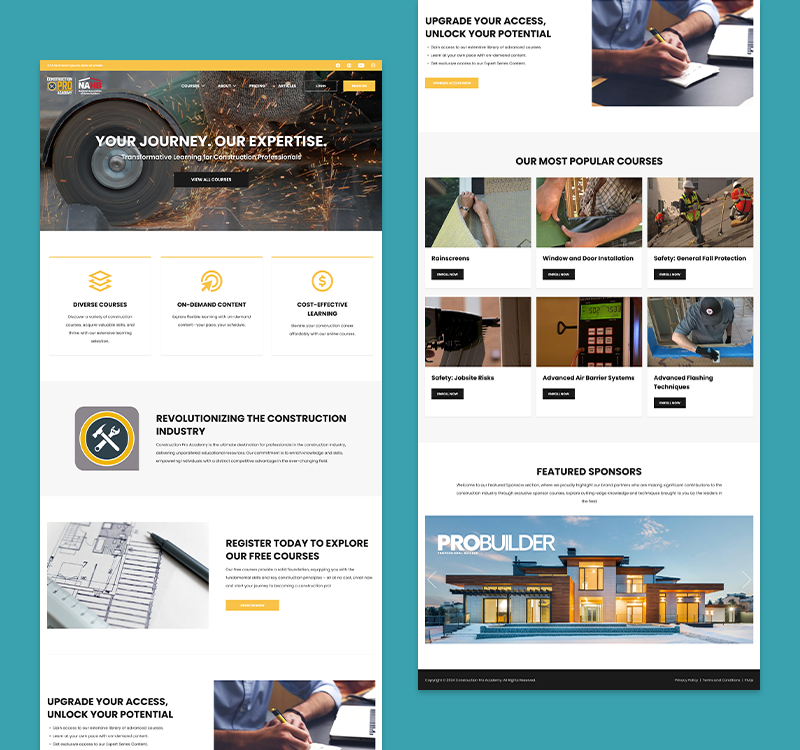 CONSTRUCTION
PRO
ACADEMY
COURSES
ABOUT
PRICING
ARTICLES
LOGIN
YOUR JOURNEY. OUR EXPERTISE.
Transformative Learning for Construction Professionals
VIEW ALL COURSES
DIVERSE COURSES
Discover a variety of construction
courses, acquire valuable skills, and
thrive with our extensive learning
selection.
ON-DEMAND CONTENT
Explore flexible learning with on-demand
content - your pace, your schedule.
COST-EFFECTIVE
LEARNING
Elevate your construction career
affordably with our online courses.
REVOLUTIONIZING THE CONSTRUCTION
INDUSTRY
Construction Pro Academy is the ultimate destination for professionals in the construction industry,
delivering unparalleled educational resources. Our commitment is to enrich knowledge and skills,
empowering individuals with a distinct competitive advantage in the ever-changing field.
REGISTER TODAY TO EXPLORE
OUR FREE COURSES
Our free courses provide a solid foundation, equipping you with the
fundamental skills and key construction principles – all at no cost. Enroll now
and start your journey to becoming a construction pro!
UPGRADE YOUR ACCESS,
UNLOCK YOUR POTENTIAL
Gain access to our extensive library of advanced courses.
Learn at your own pace with on-demand content.
Get exclusive access to our Expert Series Content.
UPGRADE YOUR ACCESS,
UNLOCK YOUR POTENTIAL
Gain access to our extensive library of advanced courses.
Learn at your own pace with on-demand content.
Get exclusive access to our Expert Series Content.
OUR MOST POPULAR COURSES
Rainscreens
ENROLL NOW
Window and Door Installation
ENROLL NOW
Safety: General Fall Protection
ENROLL NOW
Safety: Jobsite Risks
ENROLL NOW
Advanced Air Barrier Systems
ENROLL NOW
Advanced Flashing
Techniques
ENROLL NOW
FEATURED SPONSORS
Welcome to our Featured Sponsors section, where we proudly highlight our brand partners who are making significant contributions to the
construction industry through exclusive sponsor courses. Explore cutting-edge knowledge and techniques brought to you by the leaders in
the field.
PROBUILDER
Copyright © 2024 Construction Pro Academy. All Rights Reserved.
Privacy Policy | Terms and Conditions | FAQs